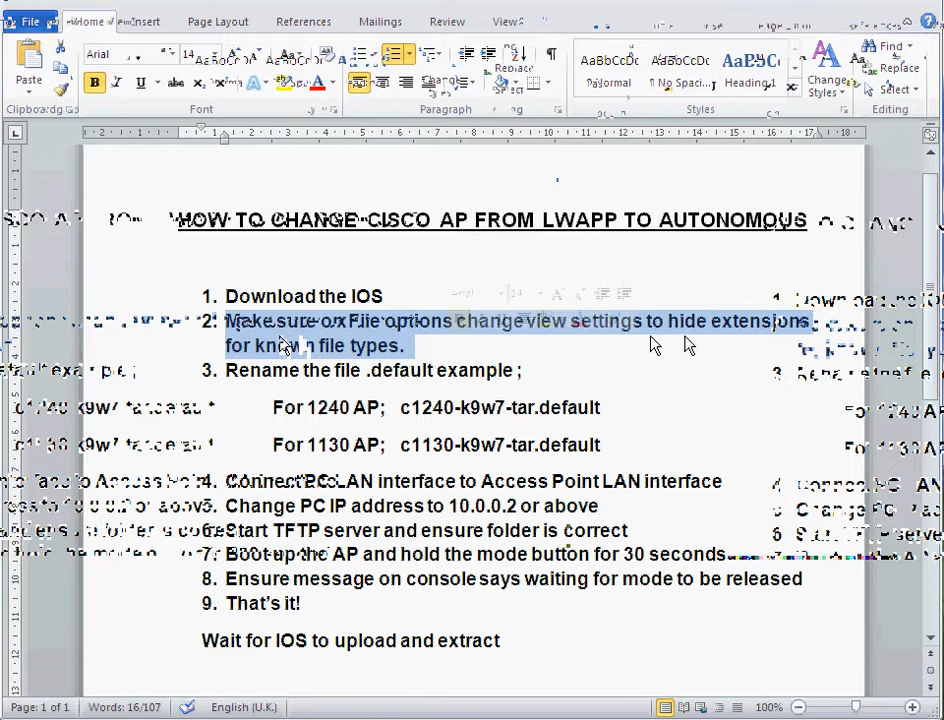 File Home Insert Page Layout References Mailings Review View
Paste
Arial 14
Find
Replace
Select
Change
Styles
AaBbCcDc AaBbCcDc AaBbC
Normal No Spaci... Heading 1
Clipboard Font Paragraph Styles Editing
HOW TO CHANGE CISCO AP FROM LWAPP TO AUTONOMOUS
1. Download the IOS
2. Make sure on File options change view settings to hide extensions
for known file types.
3. Rename the file .default example ;
For 1240 AP; c1240-k9w7-tar.default
For 1130 AP; c1130-k9w7-tar.default
4. Connect PC LAN interface to Access Point LAN interface
5. Change PC IP address to 10.0.0.2 or above
6. Start TFTP server and ensure folder is correct
7. Boot up the AP and hold the mode button for 30 seconds
8. Ensure message on console says waiting for mode to be released
9. That's it!
Wait for IOS to upload and extract
Page: 1 of 1 Words: 16/107 English (U.K.) 100%